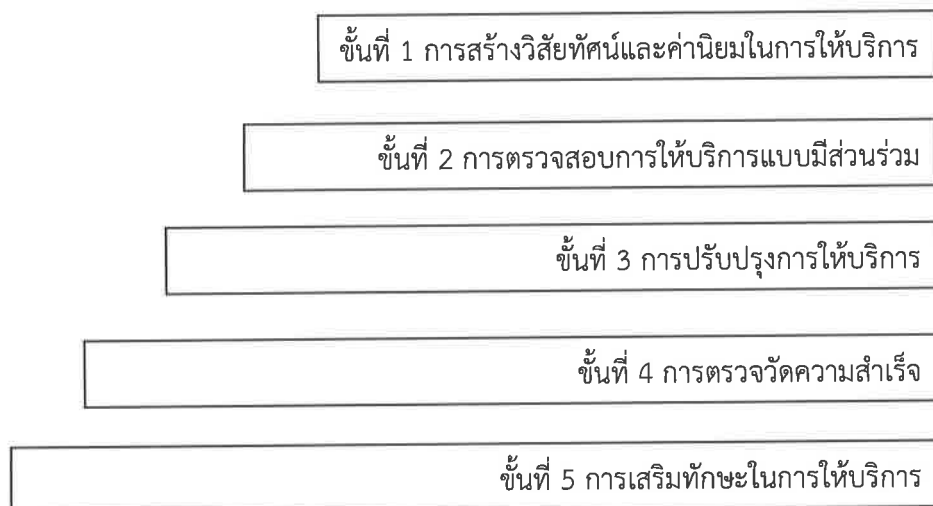 ขั้นที่ 1 การสร้างวิสัยทัศน์และค่านิยมในการให้บริการ
ขั้นที่ 2 การตรวจสอบการให้บริการแบบมีส่วนร่วม
ขั้นที่ 3 การปรับปรุงการให้บริการ
ขั้นที่ 4 การตรวจวัดความสำเร็จ
ขั้นที่ 5 การเสริมทักษะในการให้บริการ